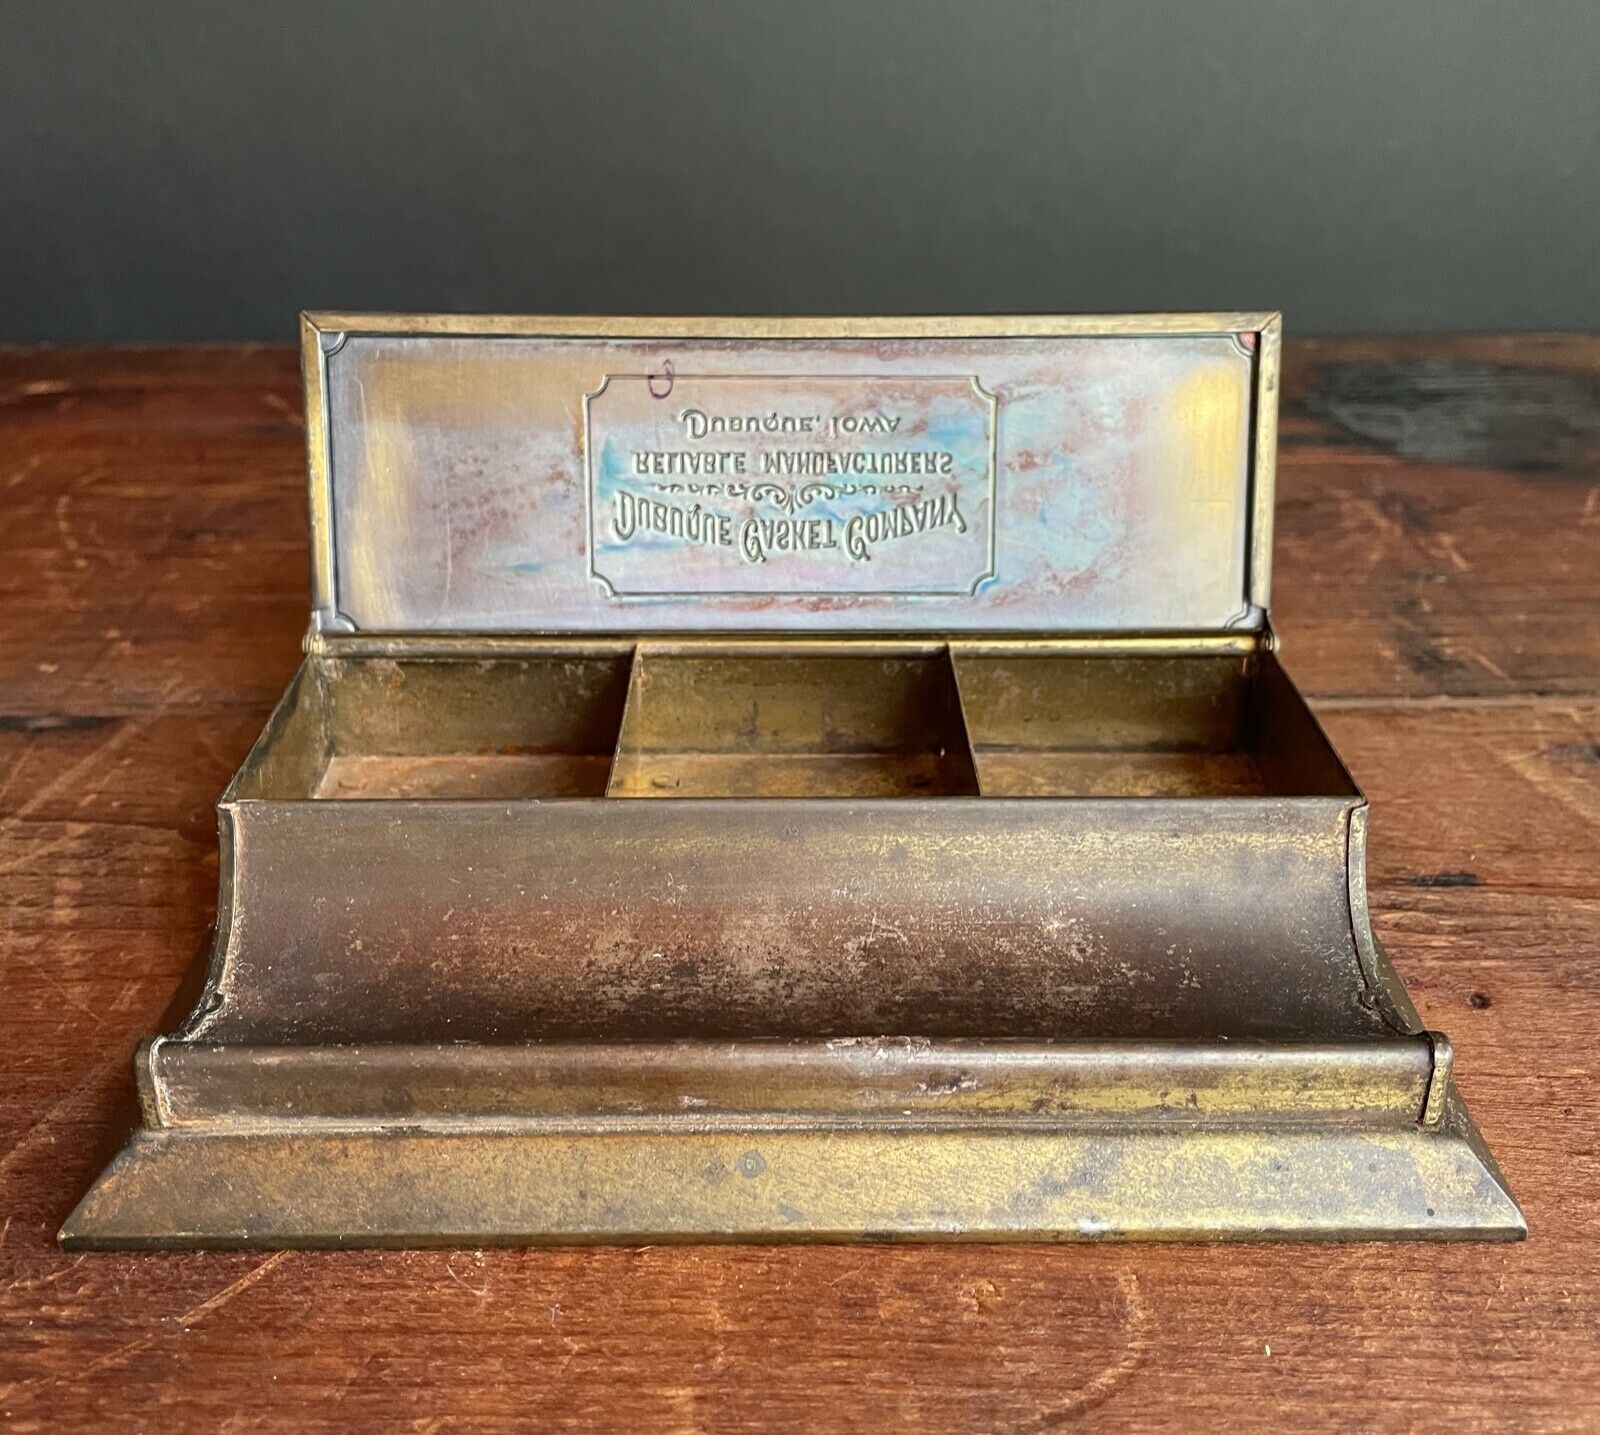 DUBUQUE CASKET COMPANY
RELIABLE MANUFACTURERS
DUBUQUE, IOWA